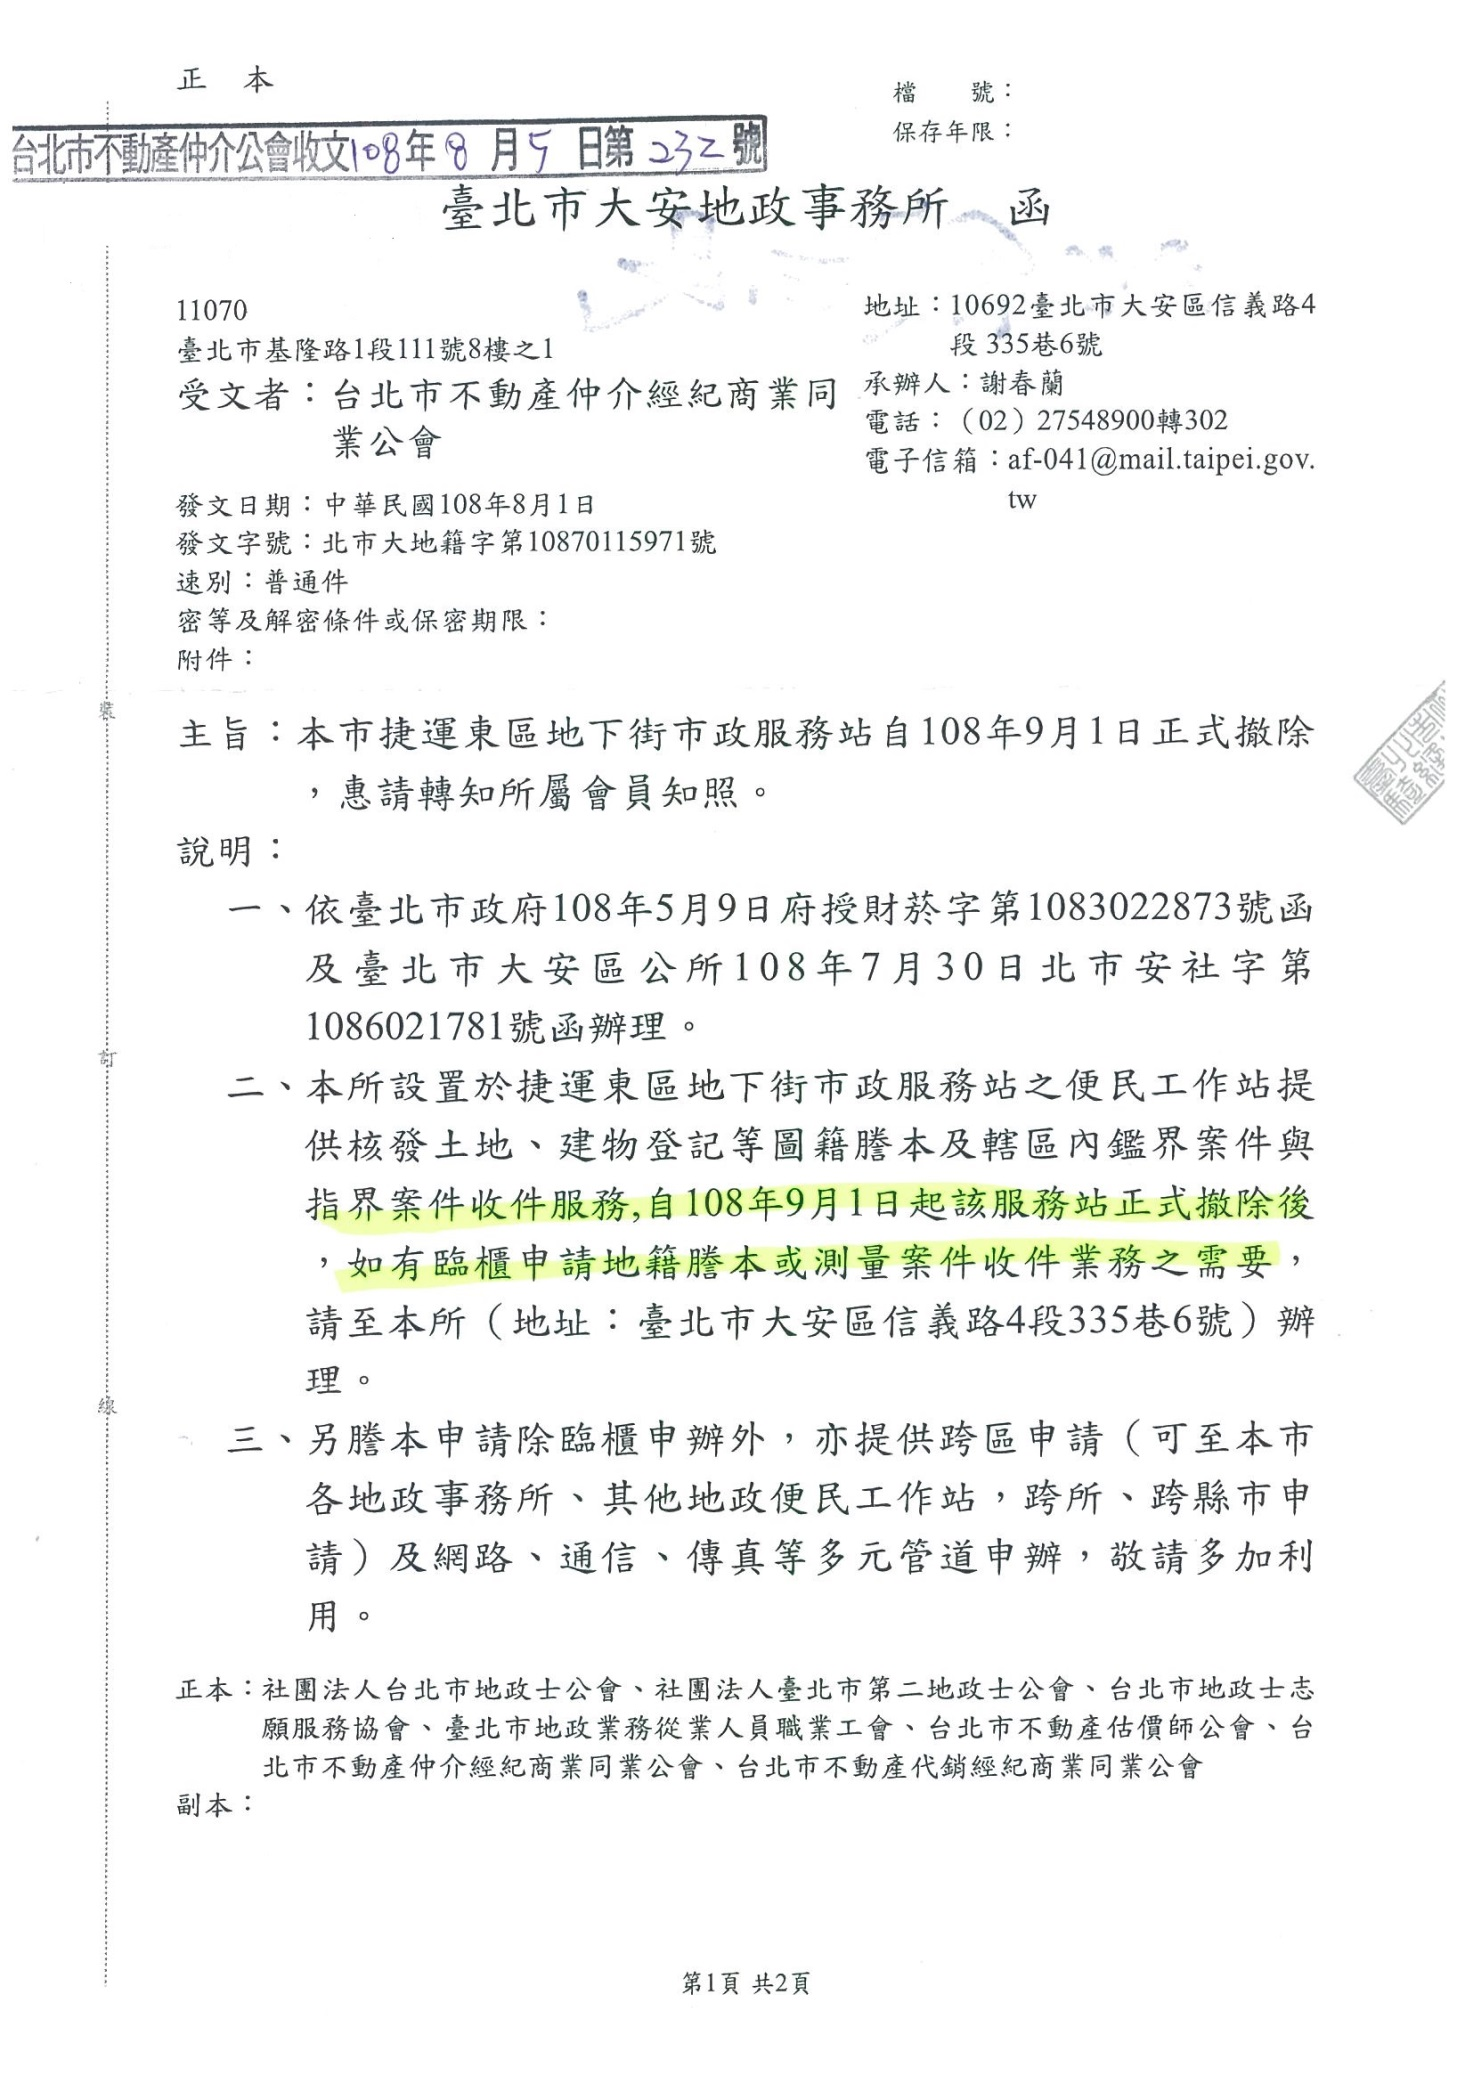 正 本
檔 號：
保存年限：
台北市不動產仲介公會收文108年8月5日第232號
臺北市大安地政事務所 函
11070
臺北市基隆路1段111號8樓之1
受文者：台北市不動產仲介經紀商業同
業公會
地址：10692臺北市大安區信義路4
段 335巷6號
承辦人：謝春蘭
電話：（02）27548900轉302
電子信箱：af-041@mail.taipei.gov.
tw
發文日期：中華民國108年8月1日
發文字號：北市大地籍字第10870115971號
速別：普通件
密等及解密條件或保密期限：
附件：
主旨：本市捷運東區地下街市政服務站自108年9月1日正式撤除
，惠請轉知所屬會員知照。
說明：
一、依臺北市政府108年5月9日府授財菸字第1083022873號函
及臺北市大安區公所108年7月30日北市安社字第
1086021781號函辦理。
二、本所設置於捷運東區地下街市政服務站之便民工作站提
供核發土地、建物登記等圖籍謄本及轄區內鑑界案件與
指界案件收件服務,自108年9月1日起該服務站正式撤除後
，如有臨櫃申請地籍謄本或測量案件收件業務之需要，
請至本所（地址：臺北市大安區信義路4段335巷6號）辦
理。
三、另謄本申請除臨櫃申辦外，亦提供跨區申請（可至本市
各地政事務所、其他地政便民工作站，跨所、跨縣市申
請）及網路、通信、傳真等多元管道申辦，敬請多加利
用。
正本：社團法人台北市地政士公會、社團法人臺北市第二地政士公會、台北市地政士志
願服務協會、臺北市地政業務從業人員職業工會、台北市不動產估價師公會、台
北市不動產仲介經紀商業同業公會、台北市不動產代銷經紀商業同業公會
副本：
裝
訂
線
第1頁 共2頁